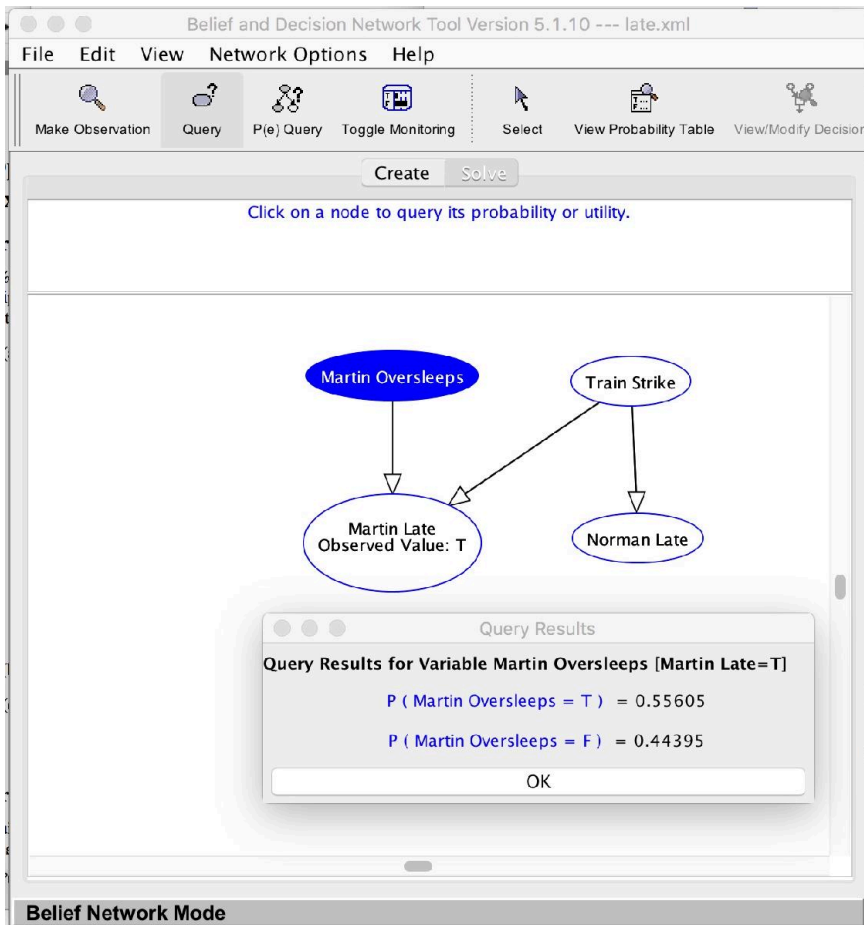 Belief and Decision Network Tool Version 5.1.10 --- late.xml
File Edit View Network Options Help
Make Observation Query P(e) Query Toggle Monitoring Select View Probability Table View/Modify Decision
Create Solve
Click on a node to query its probability or utility.
Martin Oversleeps
Train Strike
Martin Late
Observed Value: T
Norman Late
Query Results
Query Results for Variable Martin Oversleeps [Martin Late=T]
P ( Martin Oversleeps = T ) = 0.55605
P ( Martin Oversleeps = F ) = 0.44395
OK
Belief Network Mode